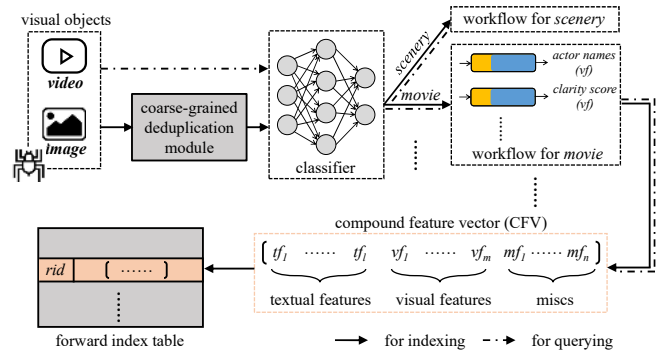 visual objects
video
image
coarse-grained
deduplication
module
classifier
scenery
movie
workflow for scenery
actor names
(vf)
clarity score
(vf)
......
workflow for movie
......
......
compound feature vector (CFV)
tf1 ...... tf1 vf1 ...... vfm mf1 ...... mfn
textual features visual features miscs
rid [ ...... ]
......
forward index table
for indexing for querying